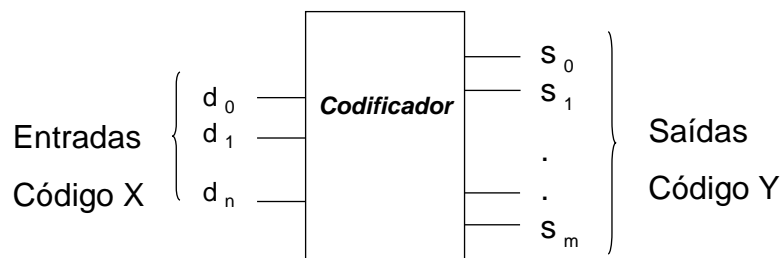 Entradas
Código X
d 0
d 1
d n
Codificador
S 0
S 1
.
.
S m
Saídas
Código Y